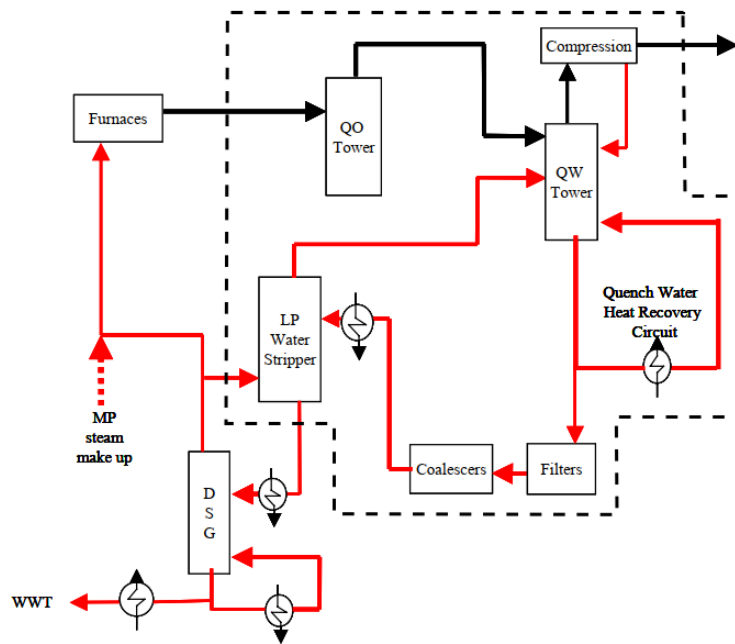 Compression
Furnaces
QO
Tower
QW
Tower
LP
Water
Stripper
Quench Water
Heat Recovery
Circuit
MP
steam
make up
Coalescers
Filters
D
S
G
WWT